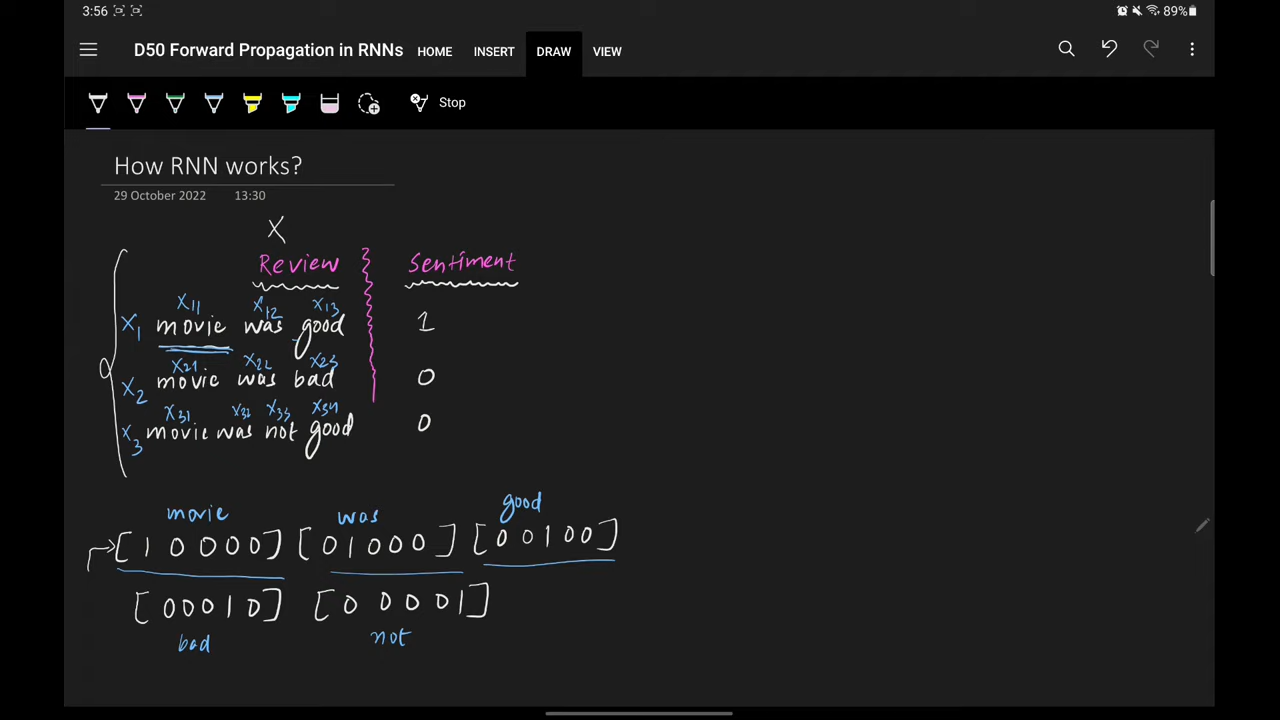 3:56 89%
D50 Forward Propagation in RNNs HOME INSERT DRAW VIEW
Stop
How RNN works?
29 October 2022 13:30
X
Review Sentiment
X11 X12 X13
X1 movie was good 1
X21 X22 X23
X2 movie was bad 0
X31 X32 X33 X34
X3 movie was not good 0
movie was good
[1 0 0 0 0] [0 1 0 0 0] [0 0 1 0 0]
[0 0 0 1 0] [0 0 0 0 1]
bad not